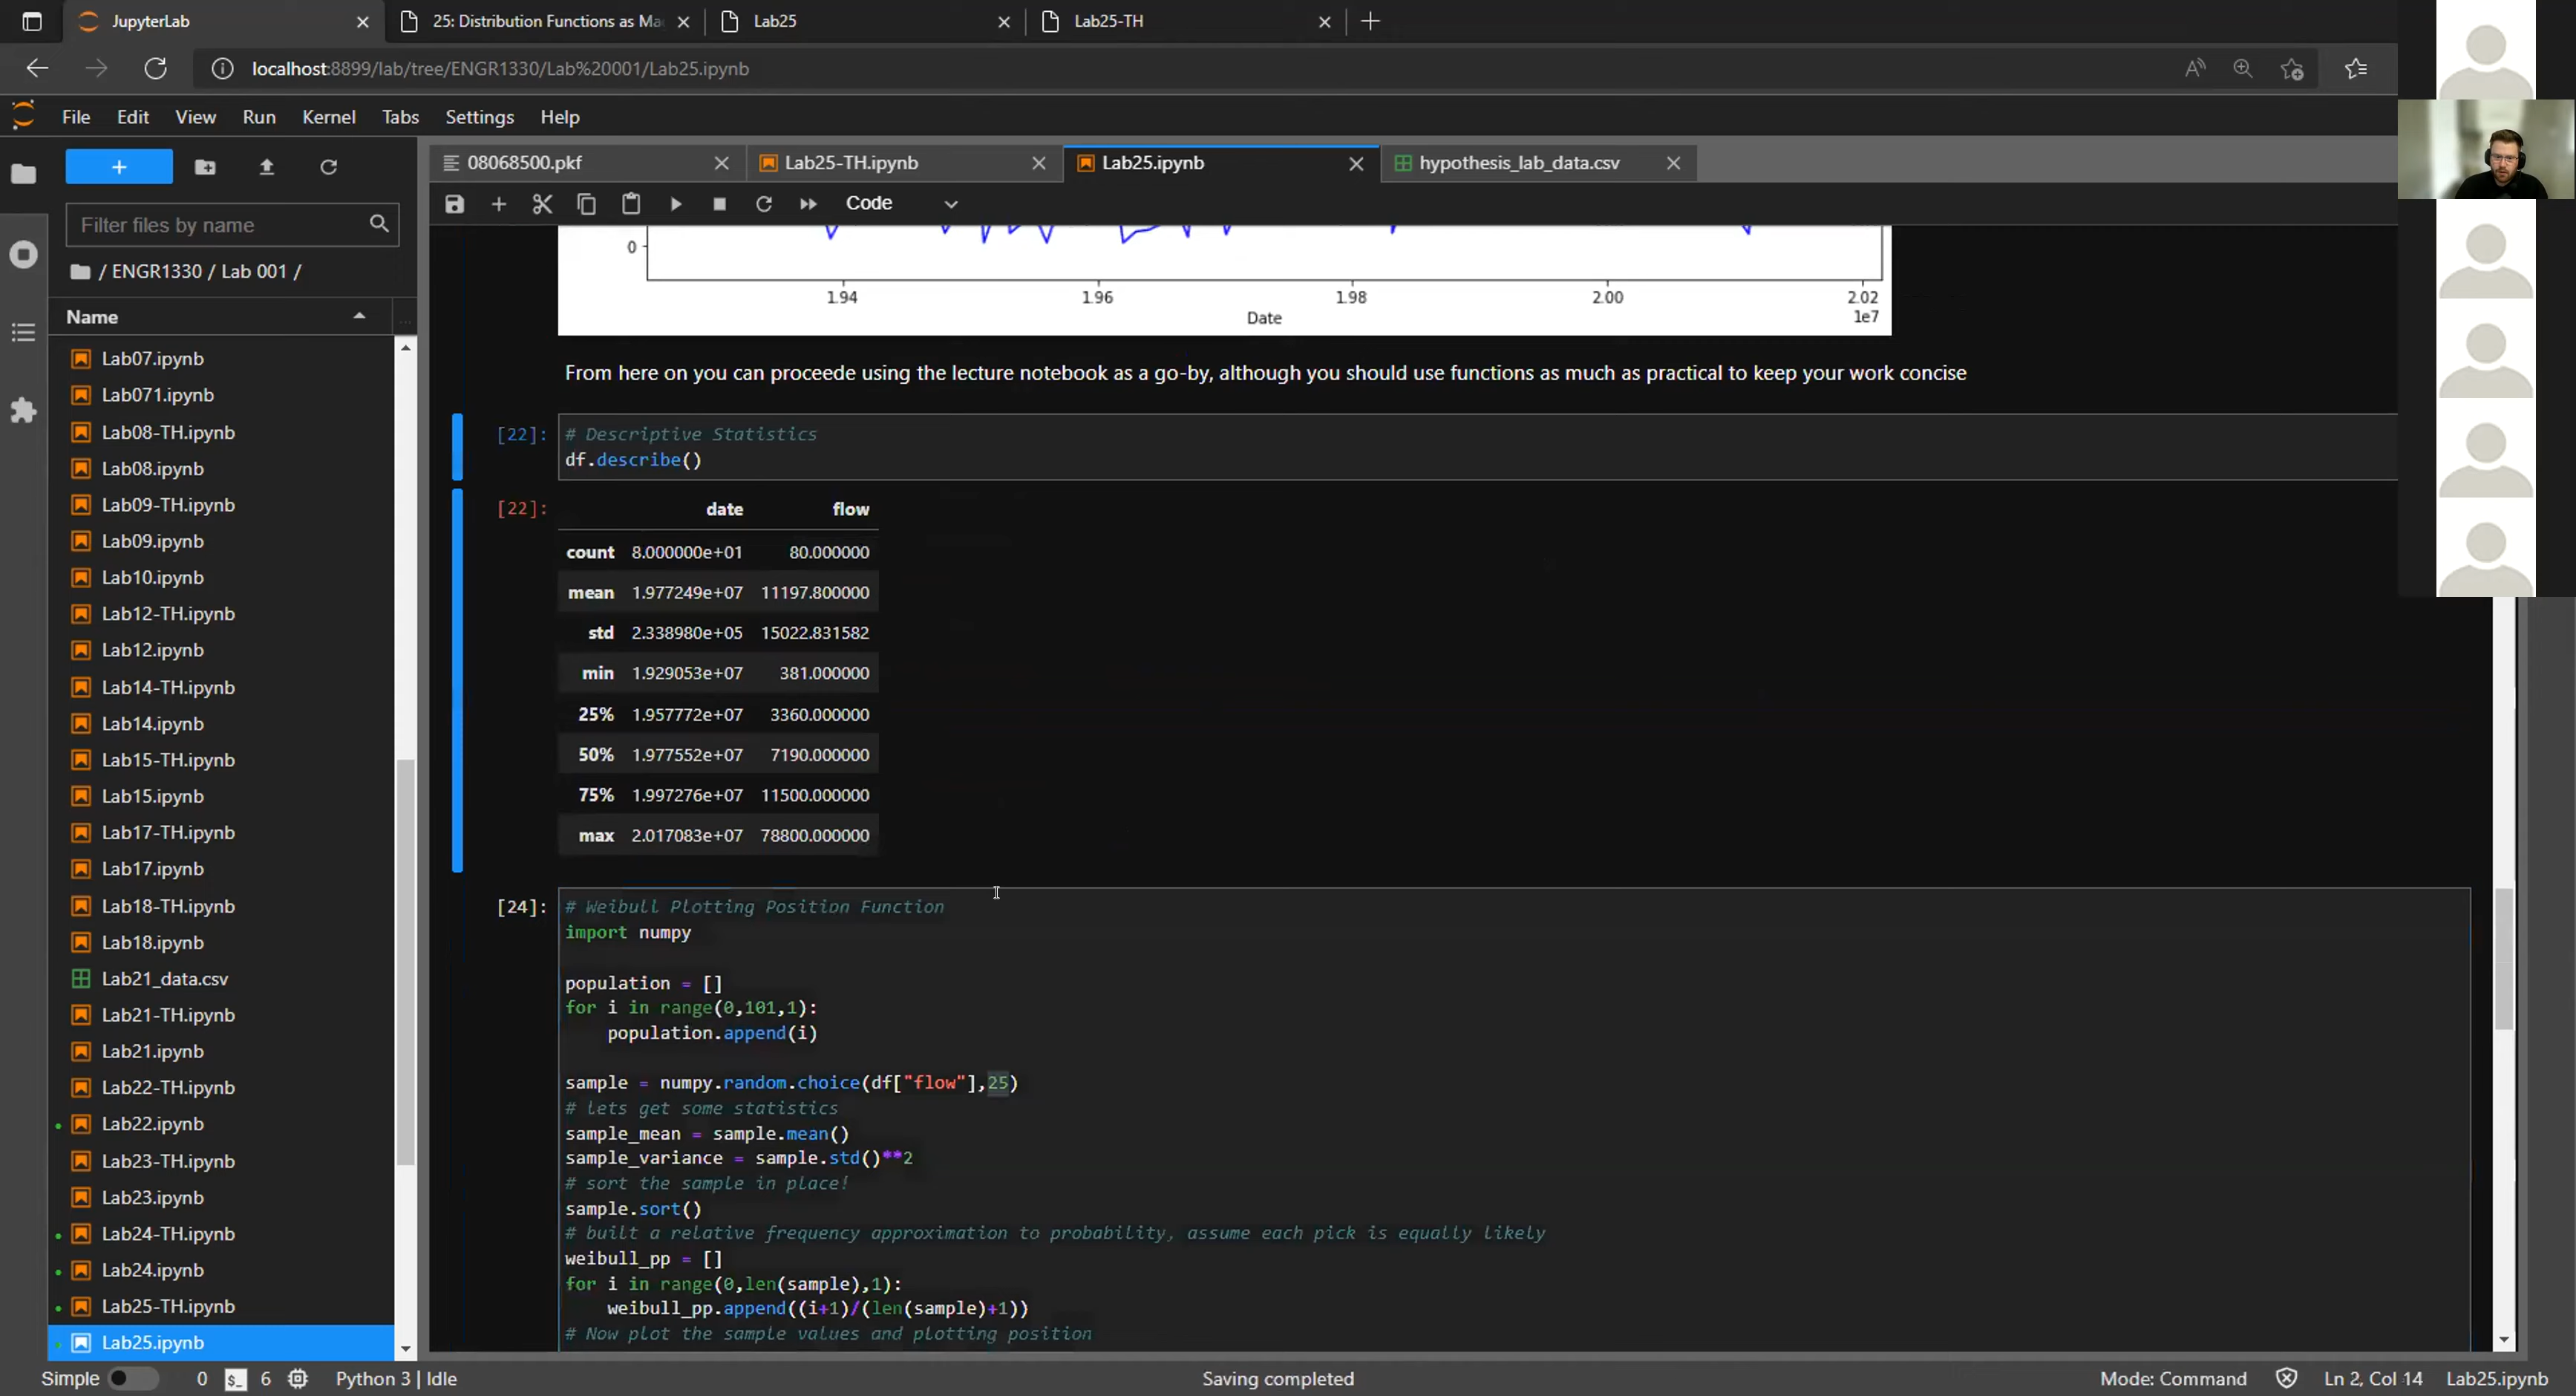 JupyterLab
25: Distribution Functions as Ma
Lab25
Lab25-TH
localhost:8899/lab/tree/ENGR1330/Lab%20001/Lab25.ipynb
File Edit View Run Kernel Tabs Settings Help
08068500.pkf
Lab25-TH.ipynb
Lab25.ipynb
hypothesis_lab_data.csv
Code
Filter files by name
/ ENGR1330 / Lab 001 /
Name
Lab07.ipynb
Lab071.ipynb
Lab08-TH.ipynb
Lab08.ipynb
Lab09-TH.ipynb
Lab09.ipynb
Lab10.ipynb
Lab12-TH.ipynb
Lab12.ipynb
Lab14-TH.ipynb
Lab14.ipynb
Lab15-TH.ipynb
Lab15.ipynb
Lab17-TH.ipynb
Lab17.ipynb
Lab18-TH.ipynb
Lab18.ipynb
Lab21_data.csv
Lab21-TH.ipynb
Lab21.ipynb
Lab22-TH.ipynb
Lab22.ipynb
Lab23-TH.ipynb
Lab23.ipynb
Lab24-TH.ipynb
Lab24.ipynb
Lab25-TH.ipynb
Lab25.ipynb
0
1.94 1.96 1.98 2.00 2.02
Date 1e7
From here on you can proceede using the lecture notebook as a go-by, although you should use functions as much as practical to keep your work concise
[22]: # Descriptive Statistics
df.describe()
[22]: date flow
count 8.000000e+01 80.000000
mean 1.977249e+07 11197.800000
std 2.338980e+05 15022.831582
min 1.929053e+07 381.000000
25% 1.957772e+07 3360.000000
50% 1.977552e+07 7190.000000
75% 1.997276e+07 11500.000000
max 2.017083e+07 78800.000000
[24]: # Weibull Plotting Position Function
import numpy
population = []
for i in range(0,101,1):
population.append(i)
sample = numpy.random.choice(df["flow"],25)
# lets get some statistics
sample_mean = sample.mean()
sample_variance = sample.std()**2
# sort the sample in place!
sample.sort()
# built a relative frequency approximation to probability, assume each pick is equally likely
weibull_pp = []
for i in range(0,len(sample),1):
weibull_pp.append((i+1)/(len(sample)+1))
# Now plot the sample values and plotting position
Simple 0 $_ 6 Python 3 | Idle Saving completed Mode: Command Ln 2, Col 14 Lab25.ipynb